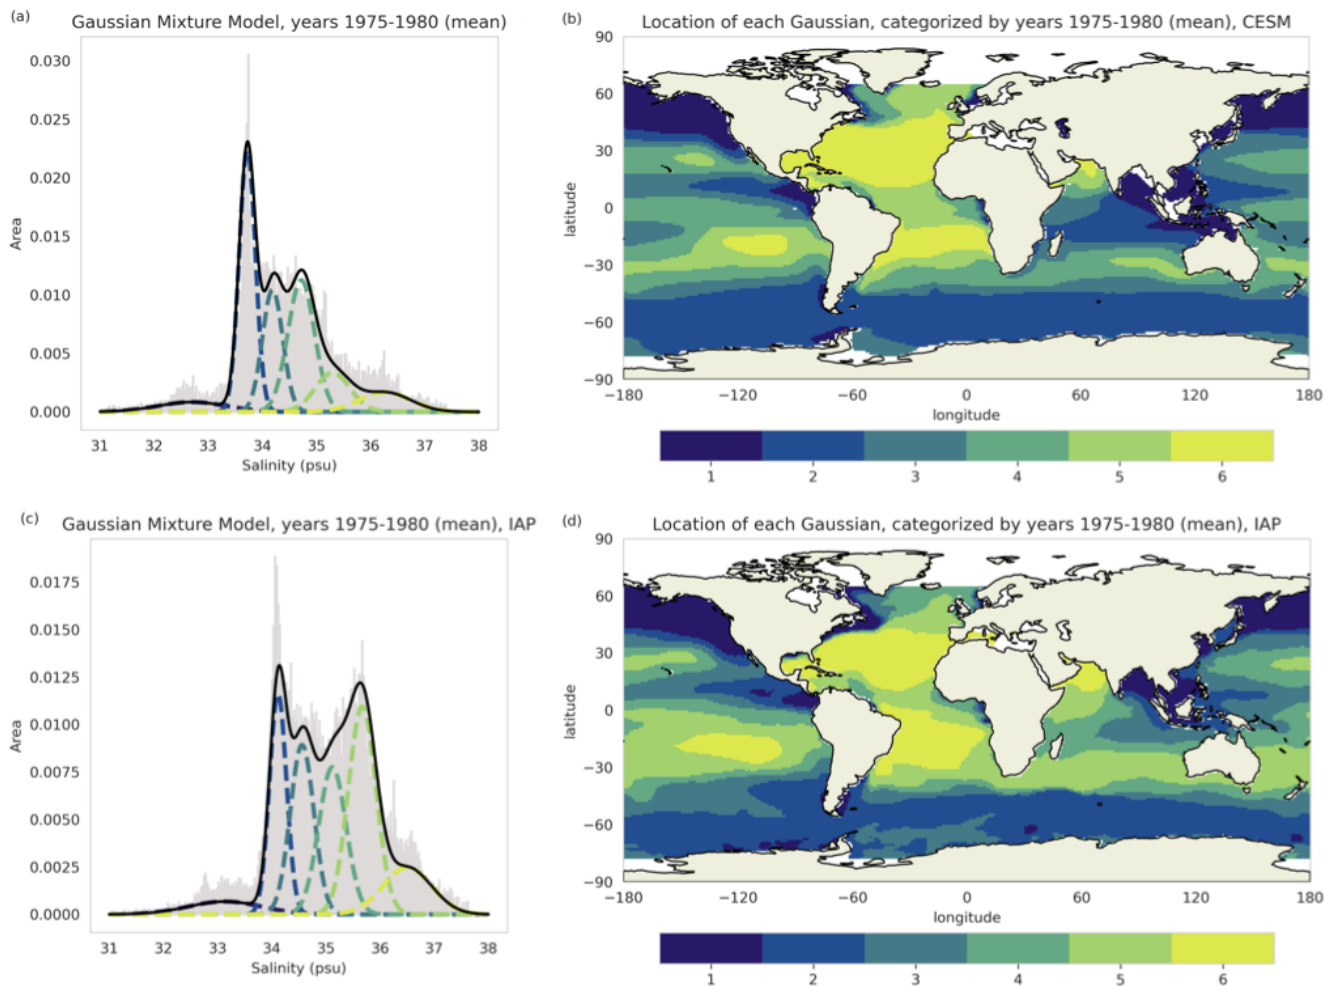 (a)
Gaussian Mixture Model, years 1975-1980 (mean)
0.030
0.025
0.020
0.015
0.010
0.005
0.000
Area
31 32 33 34 35 36 37 38
Salinity (psu)
(b)
Location of each Gaussian, categorized by years 1975-1980 (mean), CESM
90
60
30
0
−30
−60
−90
latitude
−180 −120 −60 0 60 120 180
longitude
1 2 3 4 5 6
(c)
Gaussian Mixture Model, years 1975-1980 (mean), IAP
0.0175
0.0150
0.0125
0.0100
0.0075
0.0050
0.0025
0.0000
Area
31 32 33 34 35 36 37 38
Salinity (psu)
(d)
Location of each Gaussian, categorized by years 1975-1980 (mean), IAP
90
60
30
0
−30
−60
−90
latitude
−180 −120 −60 0 60 120 180
longitude
1 2 3 4 5 6